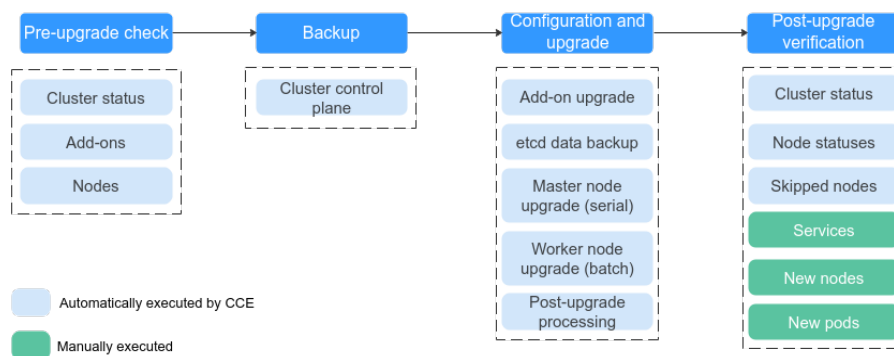 Pre-upgrade check
Backup
Configuration and
upgrade
Post-upgrade
verification
Cluster status
Add-ons
Nodes
Cluster control
plane
Add-on upgrade
etcd data backup
Master node
upgrade (serial)
Worker node
upgrade (batch)
Post-upgrade
processing
Cluster status
Node statuses
Skipped nodes
Services
New nodes
New pods
Automatically executed by CCE
Manually executed